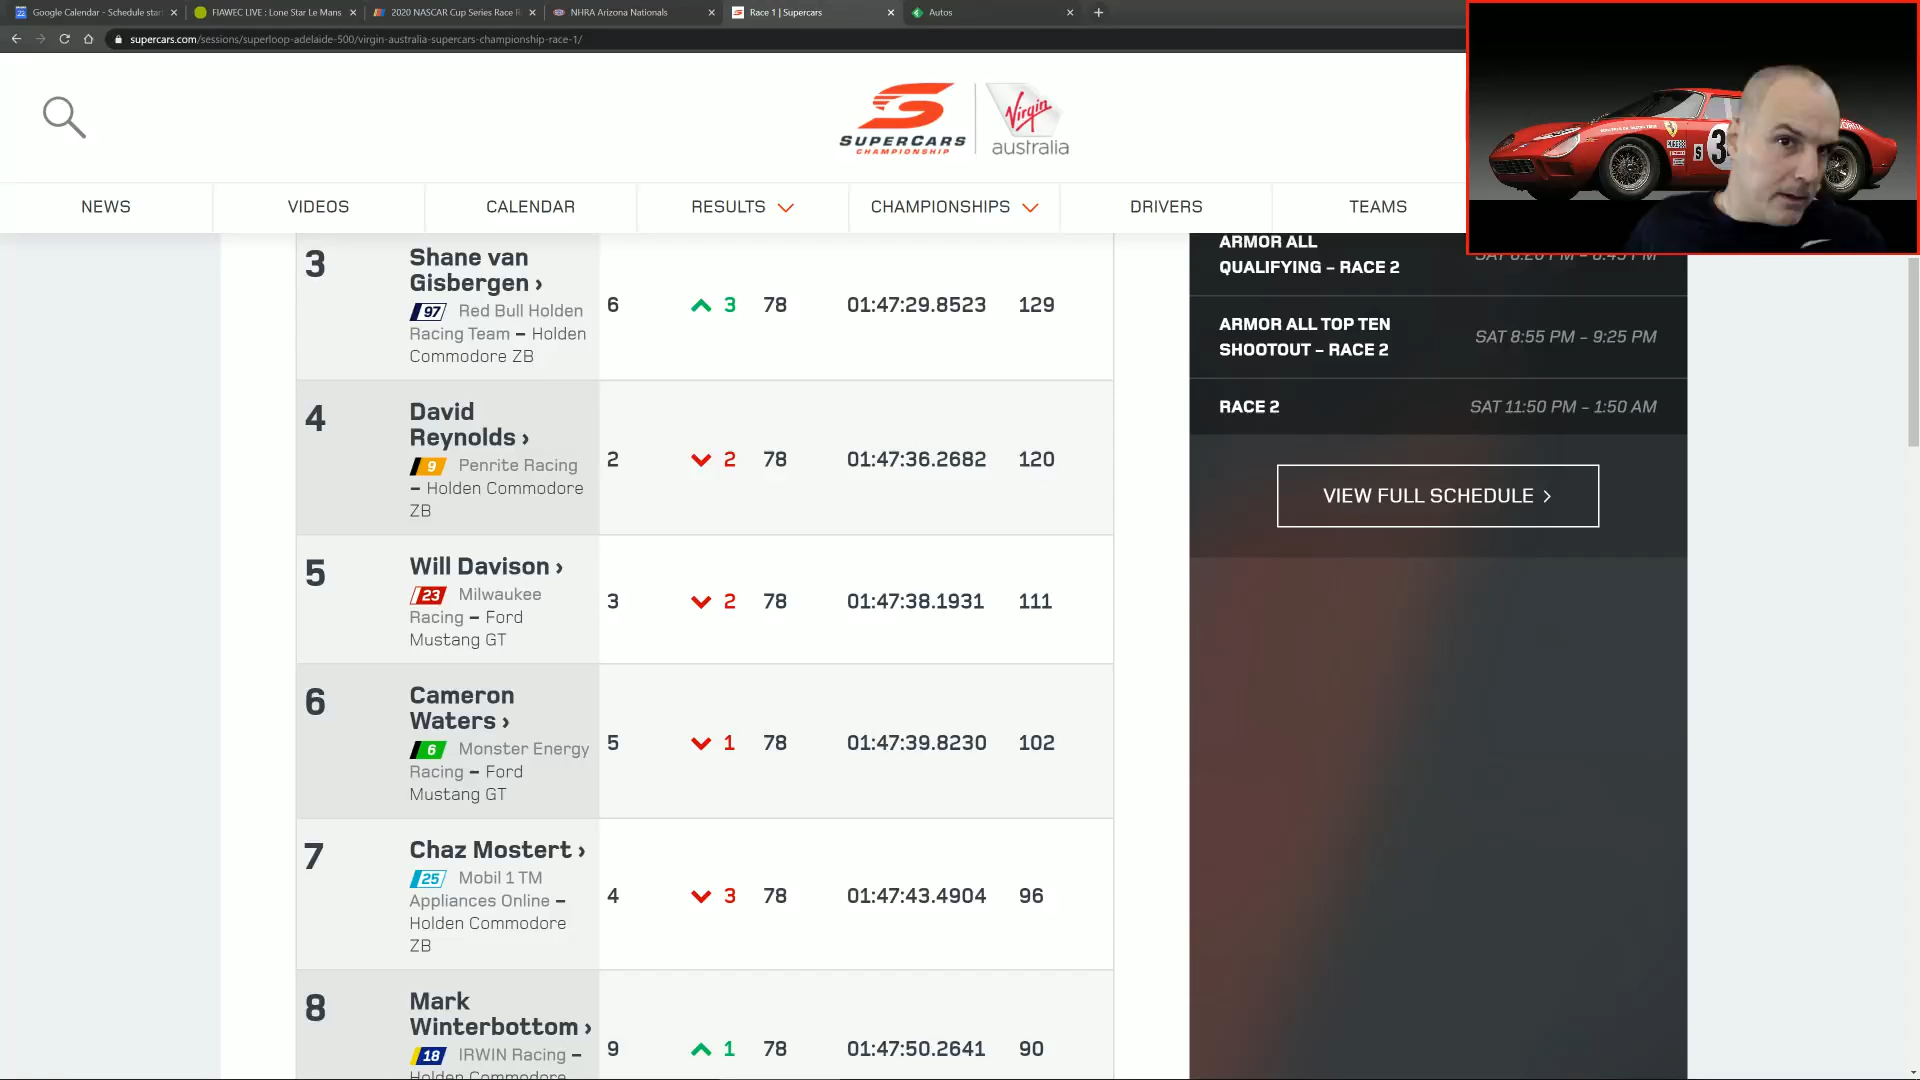 Google Calendar - Schedule star
FIAWEC LIVE : Lone Star Le Mans
2020 NASCAR Cup Series Race R
NHRA Arizona Nationals
Race 1 | Supercars
Autos
supercars.com/sessions/superloop-adelaide-500/virgin-australia-supercars-championship-race-1/
SUPERCARS
CHAMPIONSHIP
Virgin
australia
NEWS
VIDEOS
CALENDAR
RESULTS
CHAMPIONSHIPS
DRIVERS
TEAMS
3
Shane van
Gisbergen ›
97 Red Bull Holden
Racing Team – Holden
Commodore ZB
6
3
78
01:47:29.8523
129
4
David
Reynolds ›
9 Penrite Racing
– Holden Commodore
ZB
2
2
78
01:47:36.2682
120
5
Will Davison ›
23 Milwaukee
Racing – Ford
Mustang GT
3
2
78
01:47:38.1931
111
6
Cameron
Waters ›
6 Monster Energy
Racing – Ford
Mustang GT
5
1
78
01:47:39.8230
102
7
Chaz Mostert ›
25 Mobil 1 TM
Appliances Online –
Holden Commodore
ZB
4
3
78
01:47:43.4904
96
8
Mark
Winterbottom ›
18 IRWIN Racing –
Holden Commodore
9
1
78
01:47:50.2641
90
ARMOR ALL
QUALIFYING – RACE 2
ARMOR ALL TOP TEN
SHOOTOUT – RACE 2
SAT 8:55 PM – 9:25 PM
RACE 2
SAT 11:50 PM – 1:50 AM
VIEW FULL SCHEDULE ›